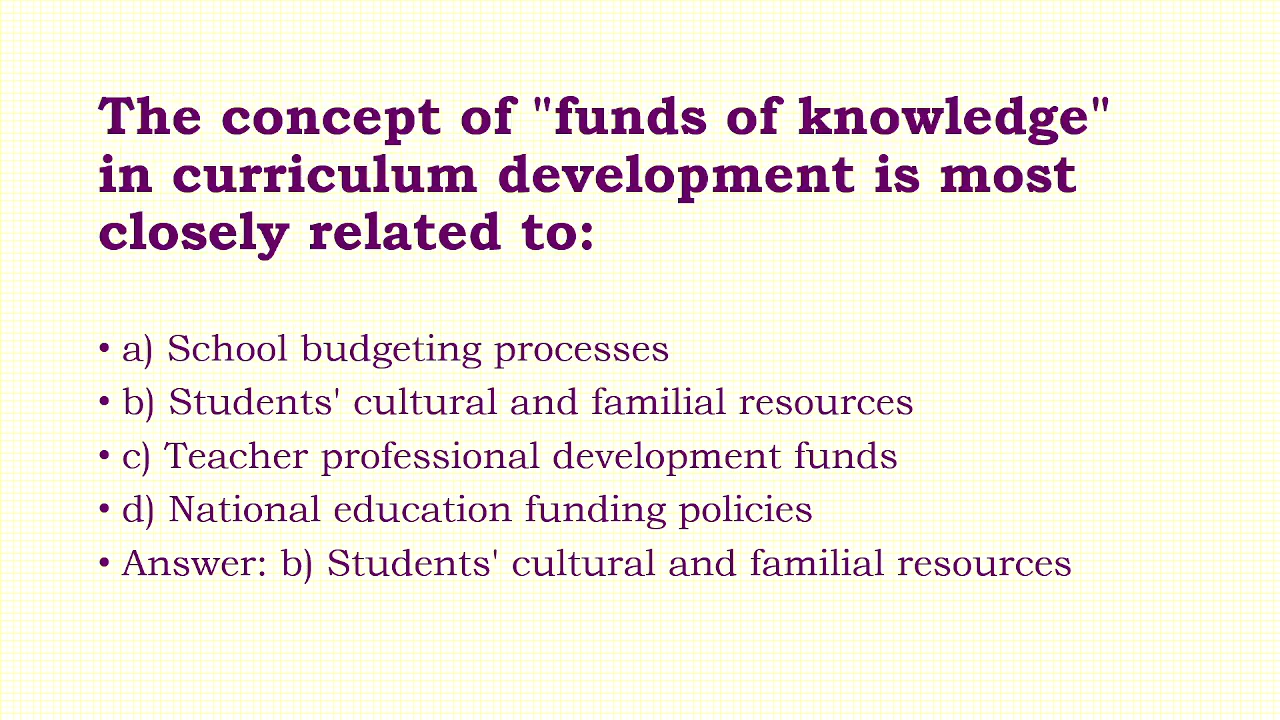 The concept of "funds of knowledge"
in curriculum development is most
closely related to:
• a) School budgeting processes
• b) Students' cultural and familial resources
• c) Teacher professional development funds
• d) National education funding policies
• Answer: b) Students' cultural and familial resources